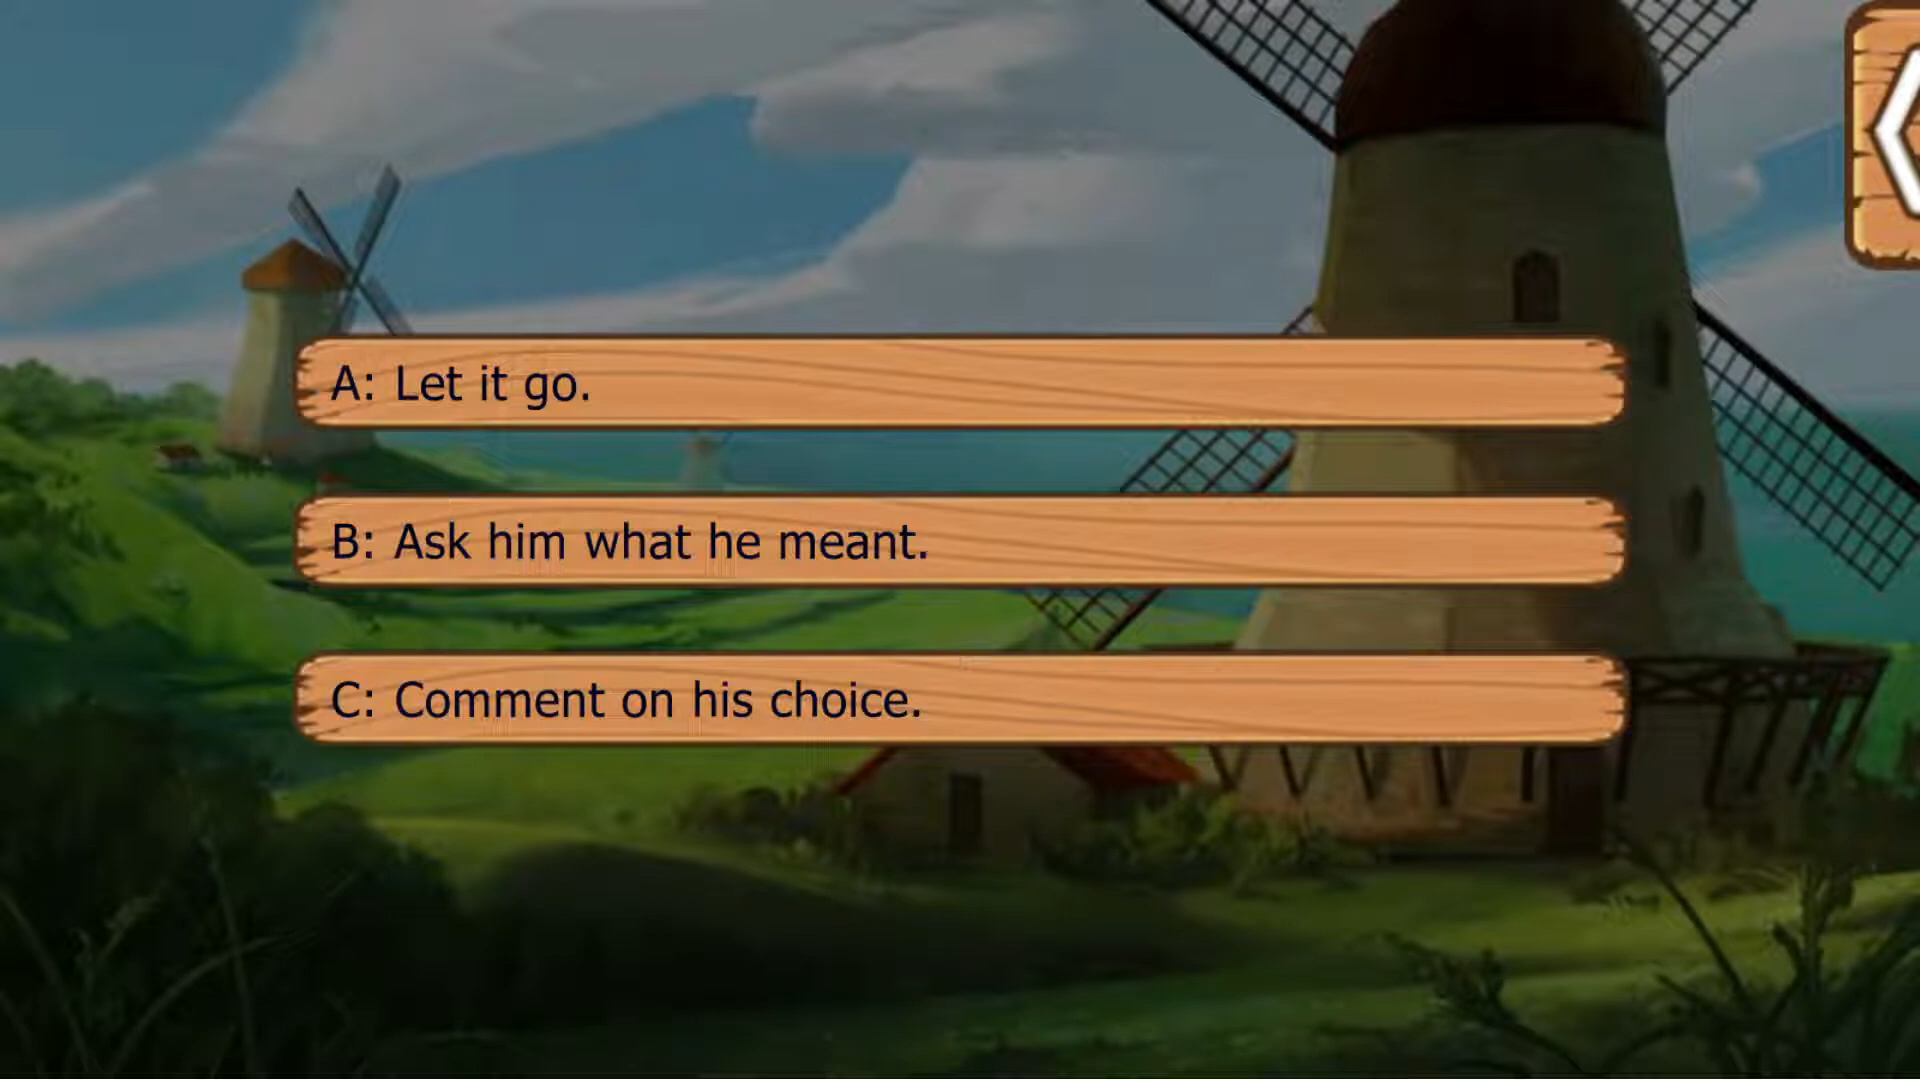 A: Let it go.
B: Ask him what he meant.
C: Comment on his choice.